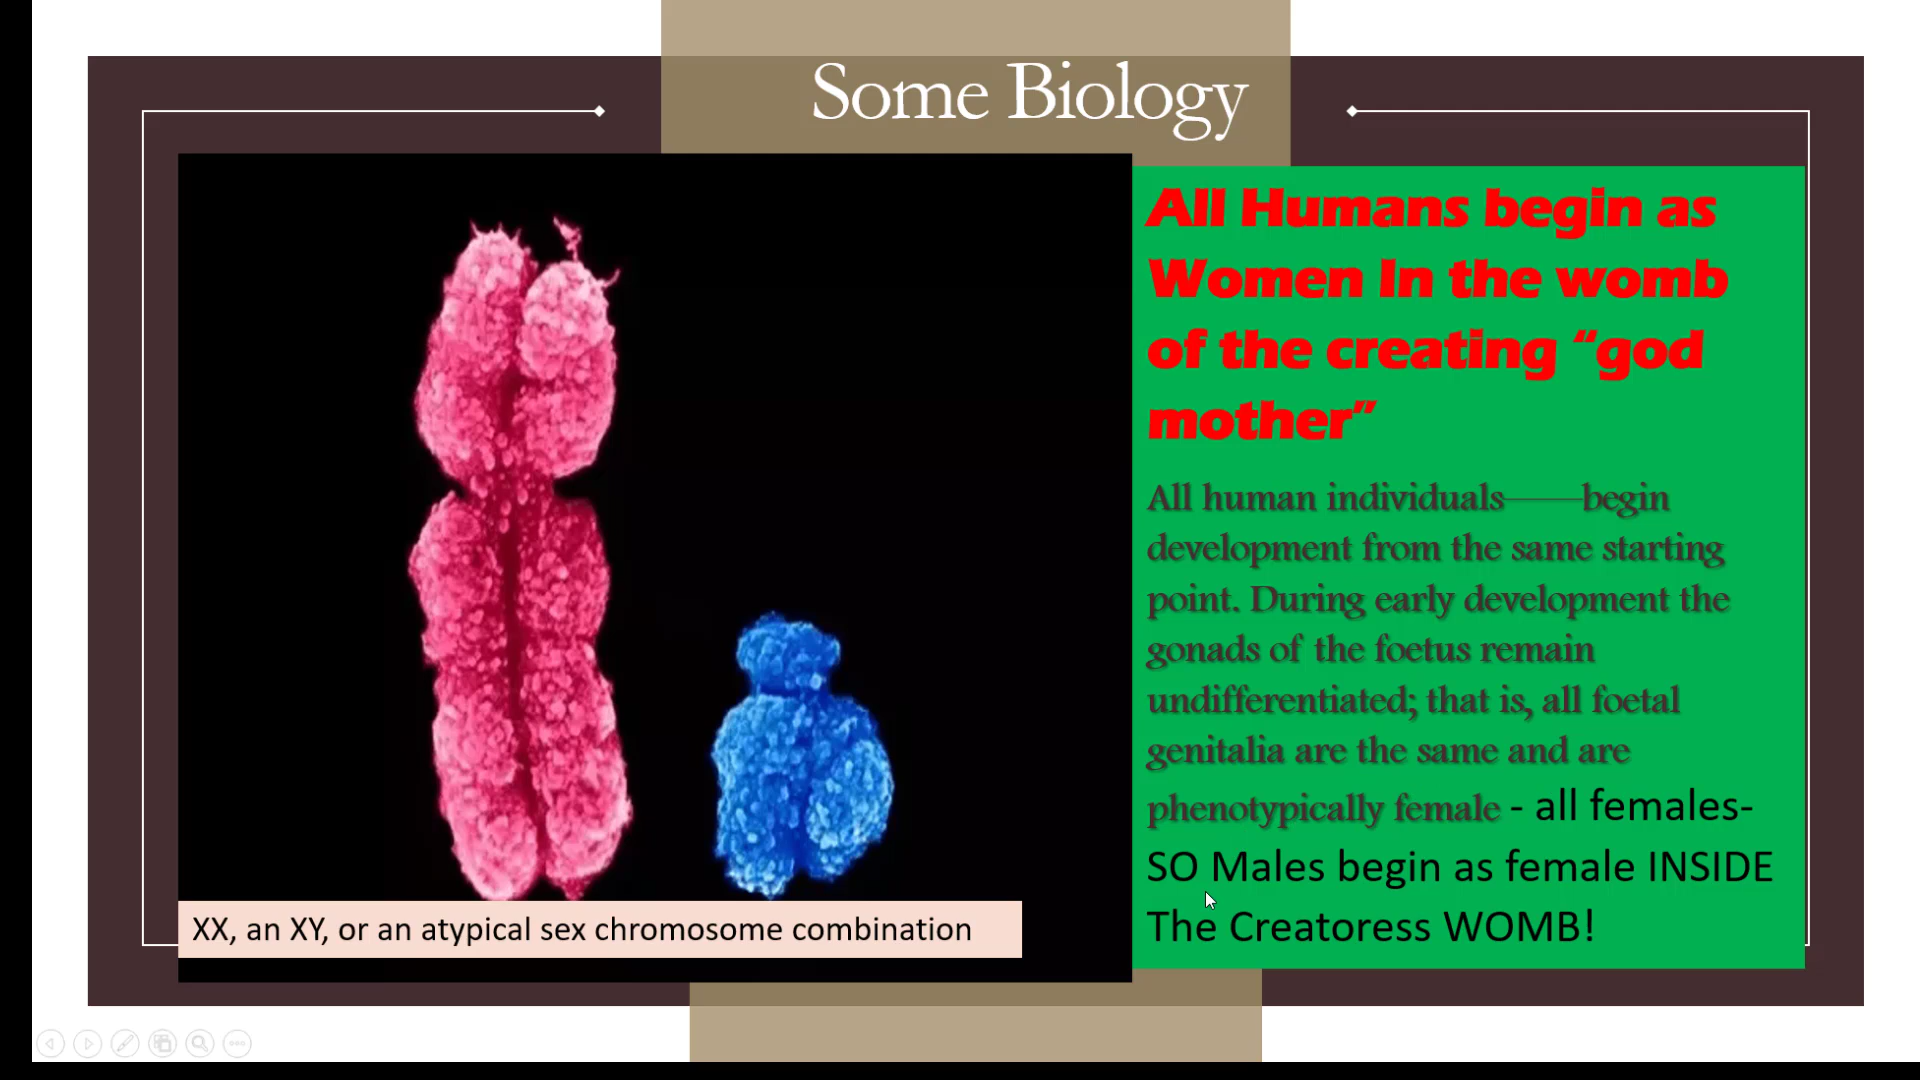 Some Biology
All Humans begin as
Women In the womb
of the creating “god
mother”
All human individuals——begin
development from the same starting
point. During early development the
gonads of the foetus remain
undifferentiated; that is, all foetal
genitalia are the same and are
phenotypically female - all females-
SO Males begin as female INSIDE
The Creatoress WOMB!
XX, an XY, or an atypical sex chromosome combination